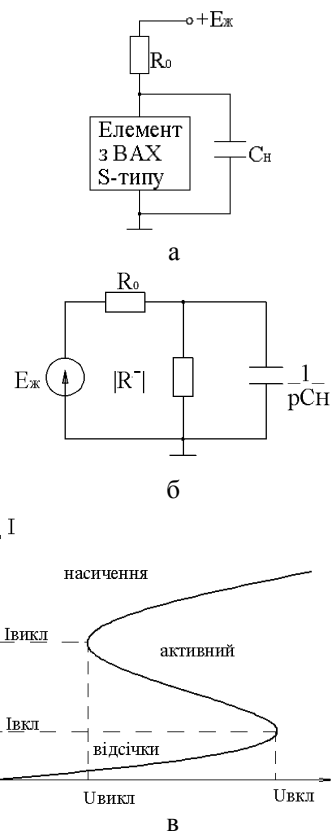 +Eж
R₀
Елемент
з ВАХ
S-типу
Cн
а
R₀
Eж
|R⁻|
1
pCн
б
I
насичення
Iвикл
активний
Iвкл
відсічки
Uвикл
Uвкл
в